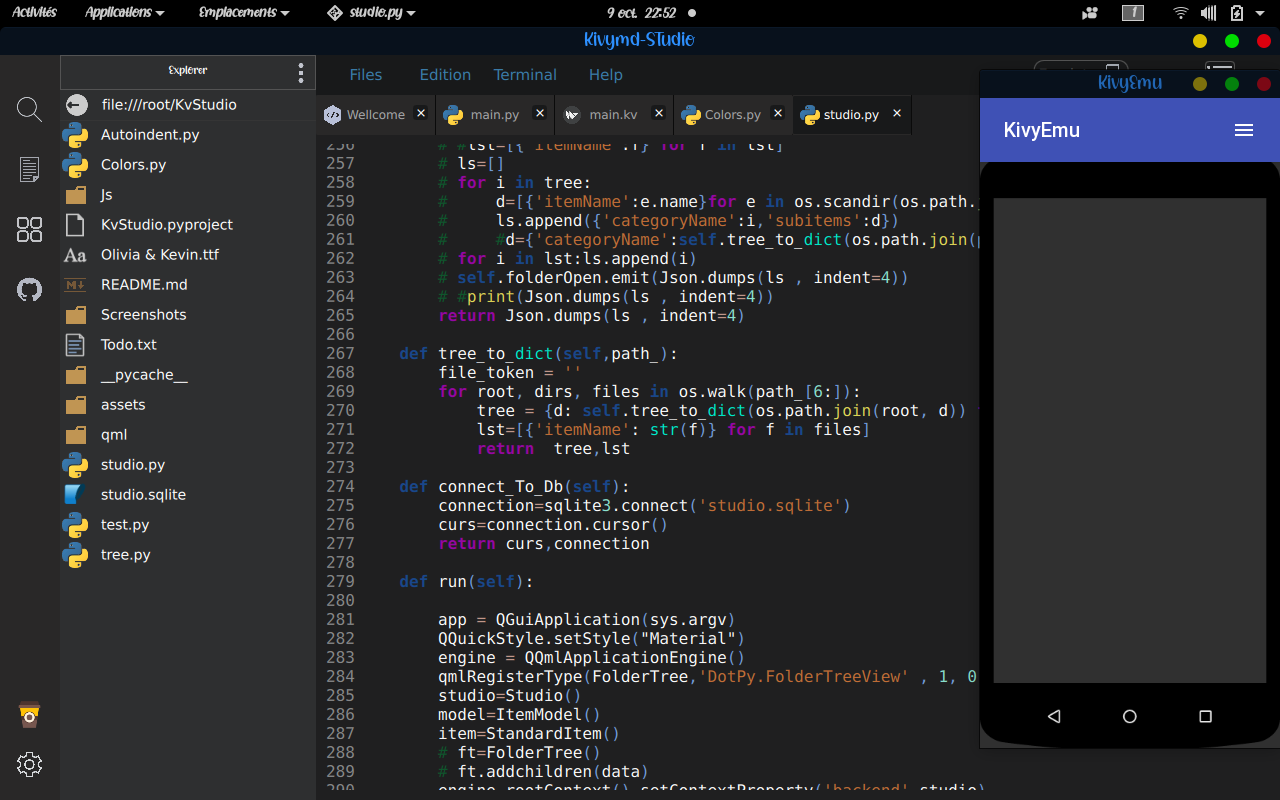 Activités Applications Emplacements studio.py 9 oct. 22:52 1
Kivymd-Studio
Explorer
file:///root/KvStudio
Autoindent.py
Colors.py
Js
KvStudio.pyproject
Olivia & Kevin.ttf
README.md
Screenshots
Todo.txt
__pycache__
assets
qml
studio.py
studio.sqlite
test.py
tree.py
Files Edition Terminal Help
Wellcome main.py main.kv Colors.py studio.py
256 # #lst=[{'itemName':f} for f in lst]
257 # ls=[]
258 # for i in tree:
259 #     d=[{'itemName':e.name}for e in os.scandir(os.path.
260 #     ls.append({'categoryName':i,'subitems':d})
261 #     #d={'categoryName':self.tree_to_dict(os.path.join(
262 # for i in lst:ls.append(i)
263 # self.folderOpen.emit(Json.dumps(ls , indent=4))
264 # #print(Json.dumps(ls , indent=4))
265 return Json.dumps(ls , indent=4)
266
267 def tree_to_dict(self,path_):
268 file_token = ''
269 for root, dirs, files in os.walk(path_[6:]):
270 tree = {d: self.tree_to_dict(os.path.join(root, d))
271 lst=[{'itemName': str(f)} for f in files]
272 return  tree,lst
273
274 def connect_To_Db(self):
275 connection=sqlite3.connect('studio.sqlite')
276 curs=connection.cursor()
277 return curs,connection
278
279 def run(self):
280
281 app = QGuiApplication(sys.argv)
282 QQuickStyle.setStyle("Material")
283 engine = QQmlApplicationEngine()
284 qmlRegisterType(FolderTree,'DotPy.FolderTreeView' , 1, 0
285 studio=Studio()
286 model=ItemModel()
287 item=StandardItem()
288 # ft=FolderTree()
289 # ft.addchildren(data)
290 engine.rootContext().setContextProperty('backend',studio)
KivyEmu
KivyEmu